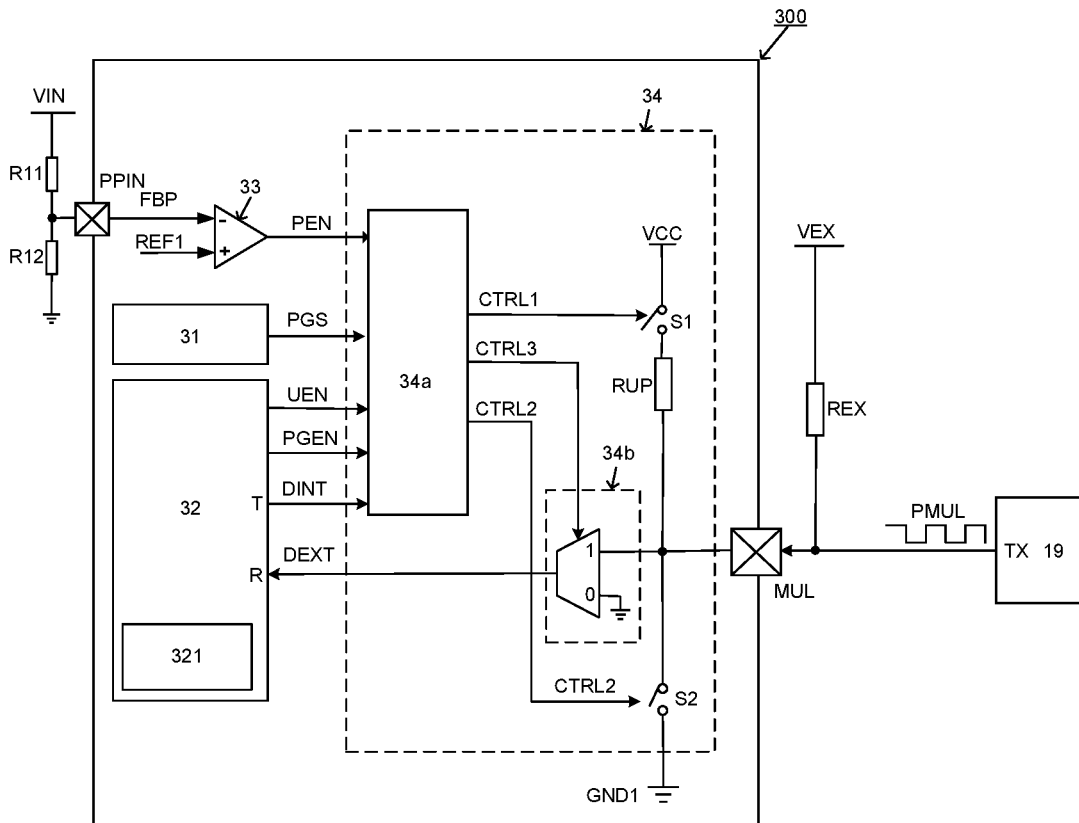 300
VIN
34
R11
PPIN
FBP
33
-
PEN
REF1
+
R12
VCC
VEX
CTRL1
S1
31
PGS
CTRL3
34a
RUP
UEN
CTRL2
REX
PGEN
34b
32
T
DINT
PMUL
1
TX 19
DEXT
R
0
MUL
321
CTRL2
S2
GND1